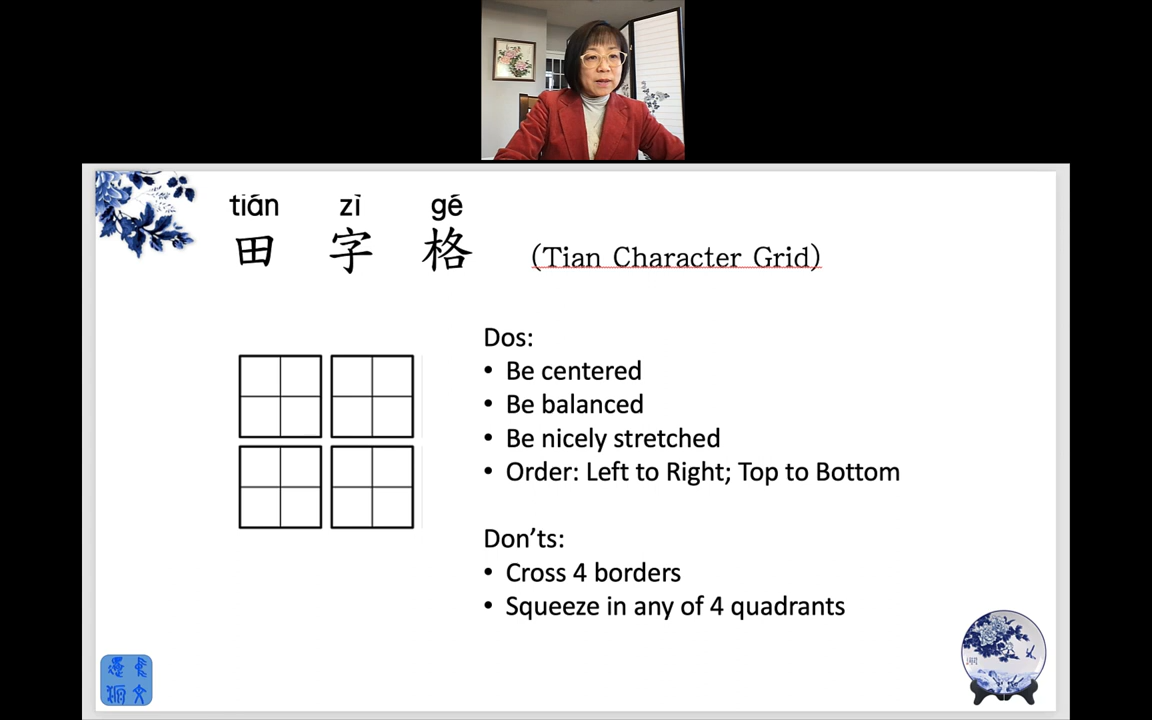 tián zì gé
田 字 格 (Tian Character Grid)
Dos:
• Be centered
• Be balanced
• Be nicely stretched
• Order: Left to Right; Top to Bottom
Don’ts:
• Cross 4 borders
• Squeeze in any of 4 quadrants